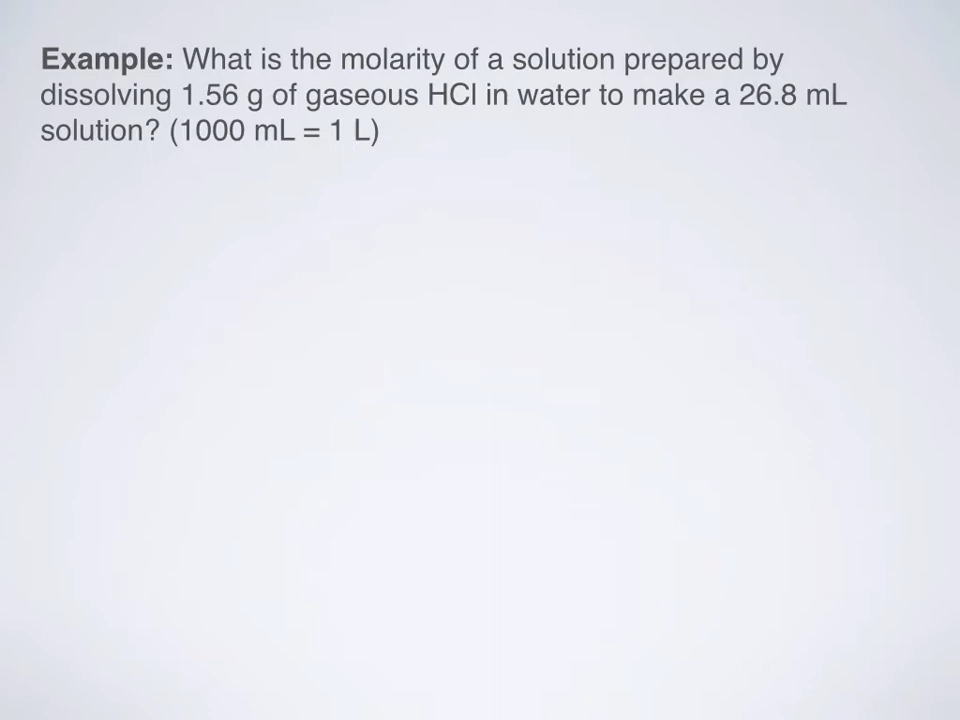 Example: What is the molarity of a solution prepared by
dissolving 1.56 g of gaseous HCl in water to make a 26.8 mL
solution? (1000 mL = 1 L)